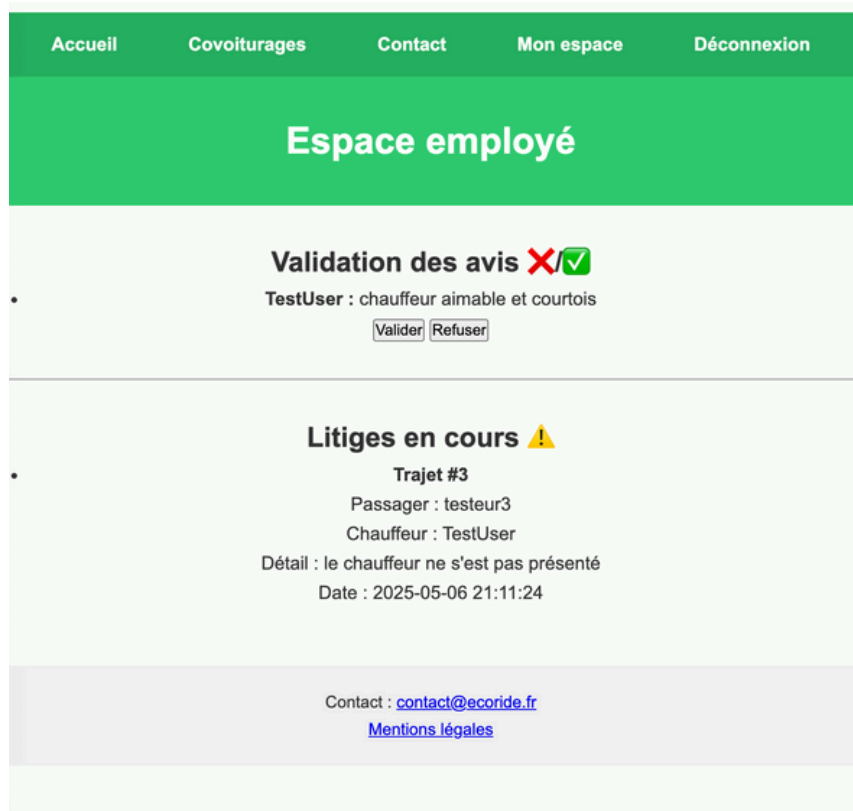 Accueil Covoiturages Contact Mon espace Déconnexion
Espace employé
Validation des avis ❌/✅
• TestUser : chauffeur aimable et courtois
Valider Refuser
Litiges en cours ⚠️
• Trajet #3
Passager : testeur3
Chauffeur : TestUser
Détail : le chauffeur ne s'est pas présenté
Date : 2025-05-06 21:11:24
Contact : contact@ecoride.fr
Mentions légales